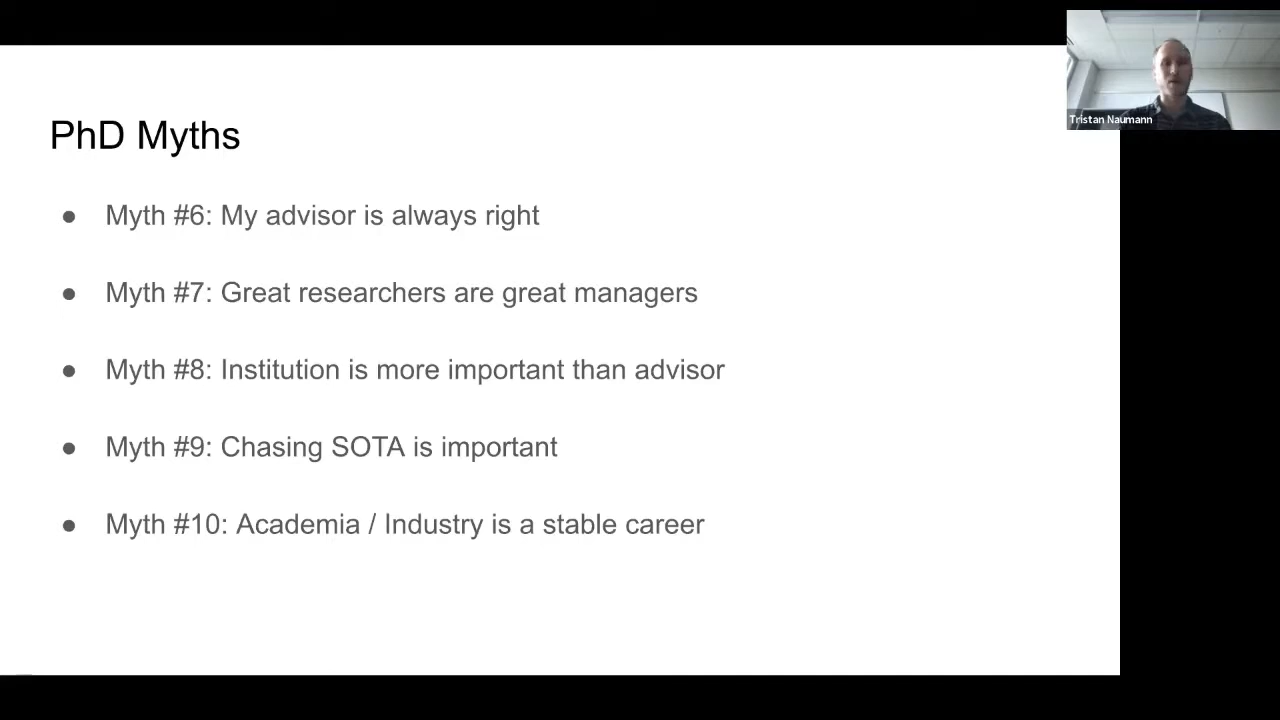 PhD Myths
● Myth #6: My advisor is always right
● Myth #7: Great researchers are great managers
● Myth #8: Institution is more important than advisor
● Myth #9: Chasing SOTA is important
● Myth #10: Academia / Industry is a stable career
Tristan Naumann